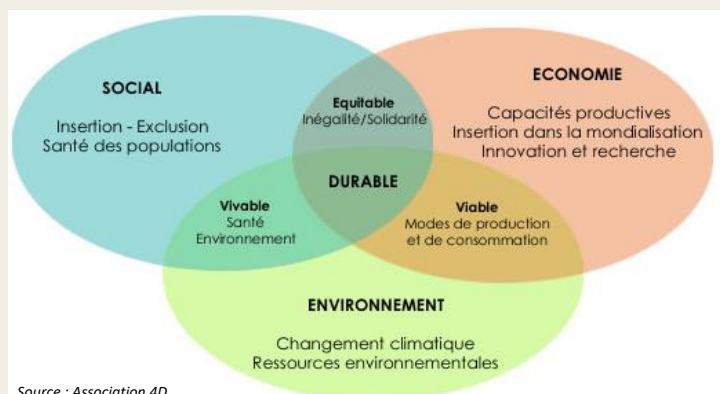 SOCIAL
Insertion - Exclusion
Santé des populations
Equitable
Inégalité/Solidarité
ECONOMIE
Capacités productives
Insertion dans la mondialisation
Innovation et recherche
DURABLE
Vivable
Santé
Environnement
Viable
Modes de production
et de consommation
ENVIRONNEMENT
Changement climatique
Ressources environnementales
Source : Association 4D